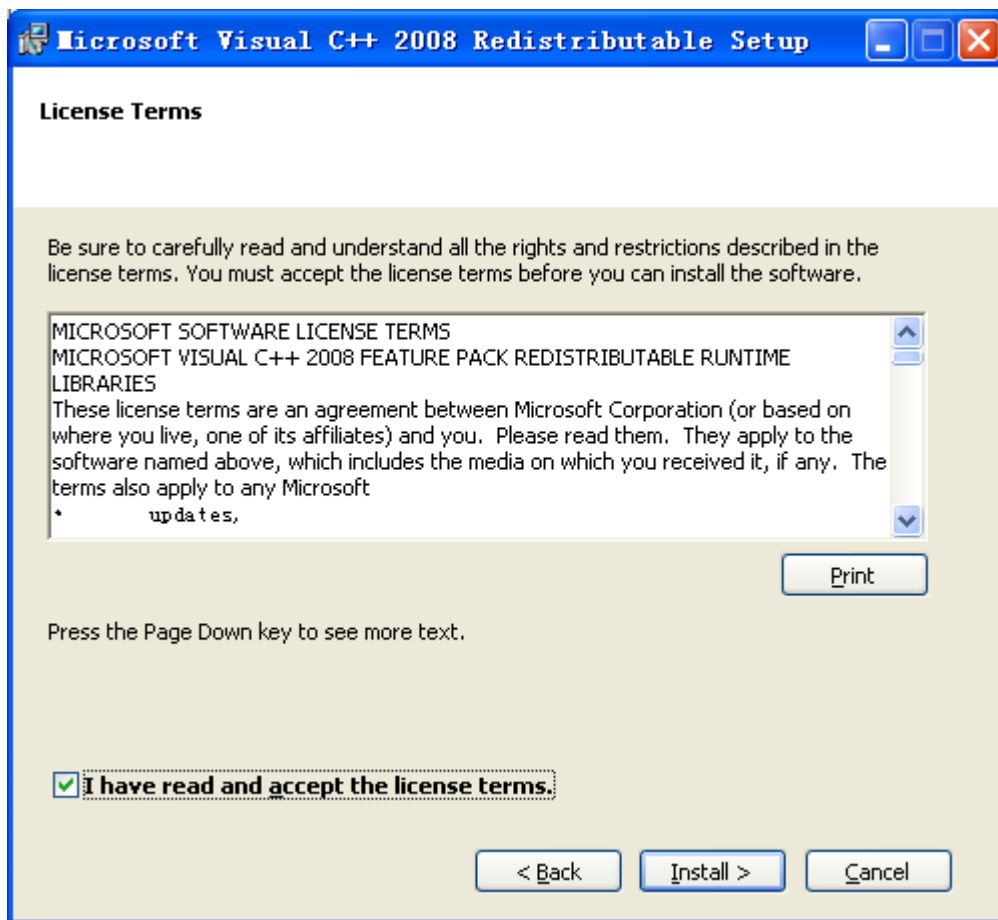 Microsoft Visual C++ 2008 Redistributable Setup
License Terms
Be sure to carefully read and understand all the rights and restrictions described in the
license terms. You must accept the license terms before you can install the software.
MICROSOFT SOFTWARE LICENSE TERMS
MICROSOFT VISUAL C++ 2008 FEATURE PACK REDISTRIBUTABLE RUNTIME
LIBRARIES
These license terms are an agreement between Microsoft Corporation (or based on
where you live, one of its affiliates) and you.  Please read them.  They apply to the
software named above, which includes the media on which you received it, if any.  The
terms also apply to any Microsoft
• updates,
Print
Press the Page Down key to see more text.
I have read and accept the license terms.
< Back Install > Cancel